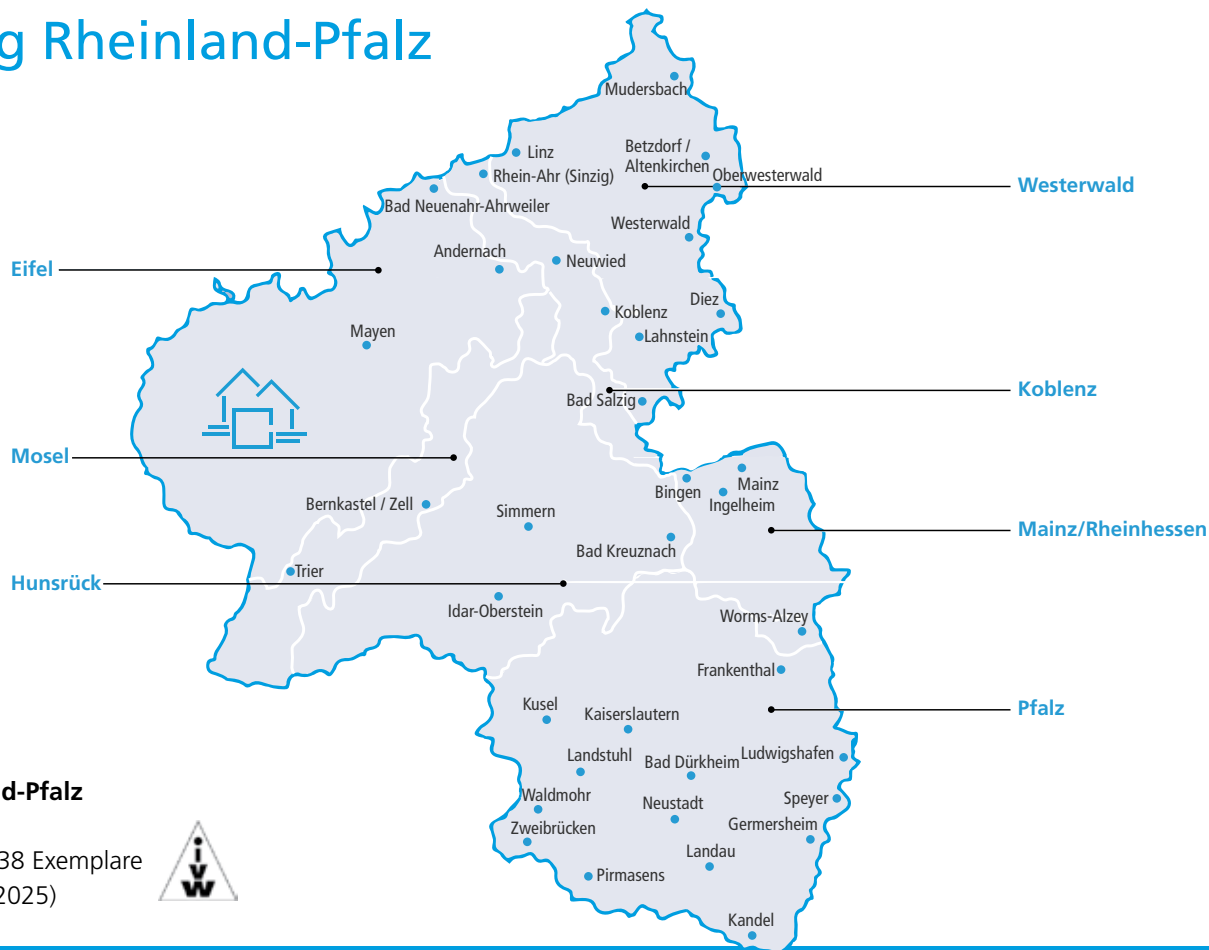 g Rheinland-Pfalz
Mudersbach
Betzdorf /
Altenkirchen
Linz
Rhein-Ahr (Sinzig)
Oberwesterwald
Westerwald
Bad Neuenahr-Ahrweiler
Westerwald
Andernach
Neuwied
Eifel
Diez
Koblenz
Mayen
Lahnstein
Koblenz
Bad Salzig
Mosel
Mainz
Bingen
Ingelheim
Bernkastel / Zell
Simmern
Mainz/Rheinhessen
Bad Kreuznach
Trier
Hunsrück
Idar-Oberstein
Worms-Alzey
Frankenthal
Kusel
Kaiserslautern
Pfalz
Landstuhl
Bad Dürkheim
Ludwigshafen
d-Pfalz
Waldmohr
Neustadt
Speyer
Zweibrücken
Germersheim
38 Exemplare
ivw
Landau
2025)
Pirmasens
Kandel